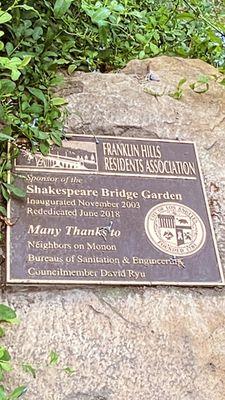 FRANKLIN HILLS
RESIDENTS ASSOCIATION
Sponsor of the
Shakespeare Bridge Garden
Inaugurated November 2003
Rededicated June 2018
Many Thanks to
Neighbors on Monon
Bureaus of Sanitation & Engineering
Councilmember David Ryu